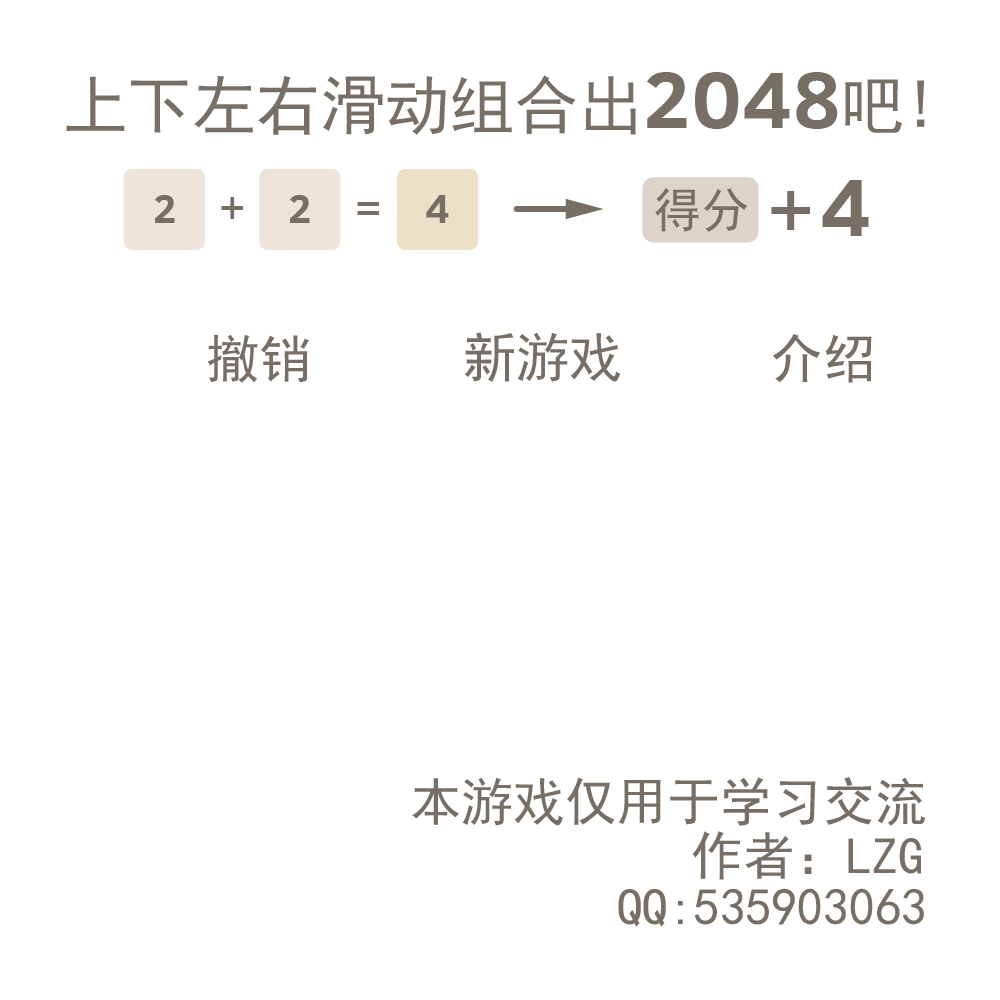 上下左右滑动组合出2048吧!
2 + 2 = 4 → 得分 +4
撤销 新游戏 介绍
本游戏仅用于学习交流
作者：LZG
QQ:535903063